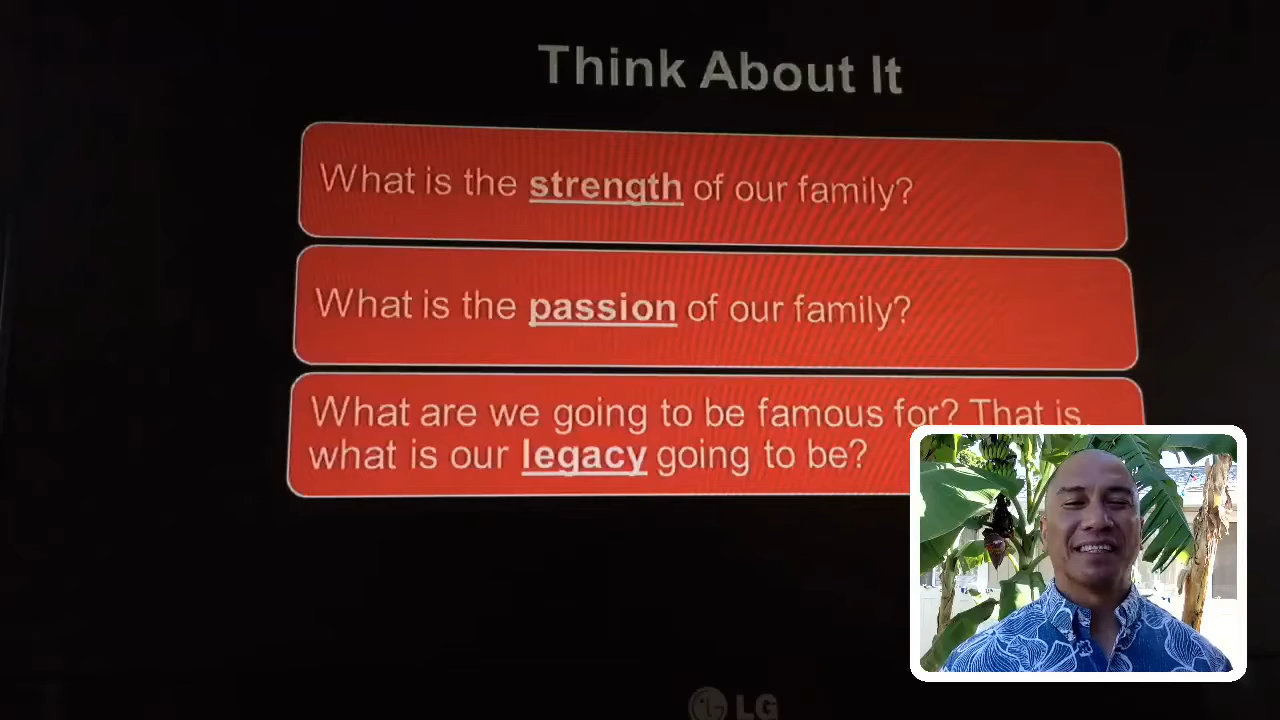 Think About It
What is the strength of our family?
What is the passion of our family?
What are we going to be famous for? That is,
what is our legacy going to be?
LG